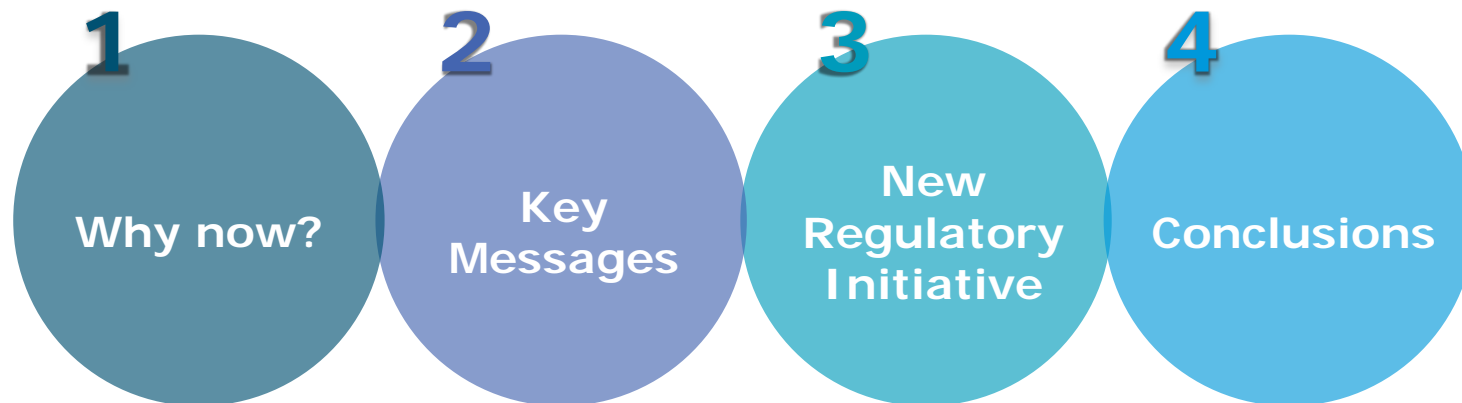 1
Why now?
2
Key
Messages
3
New
Regulatory
Initiative
4
Conclusions